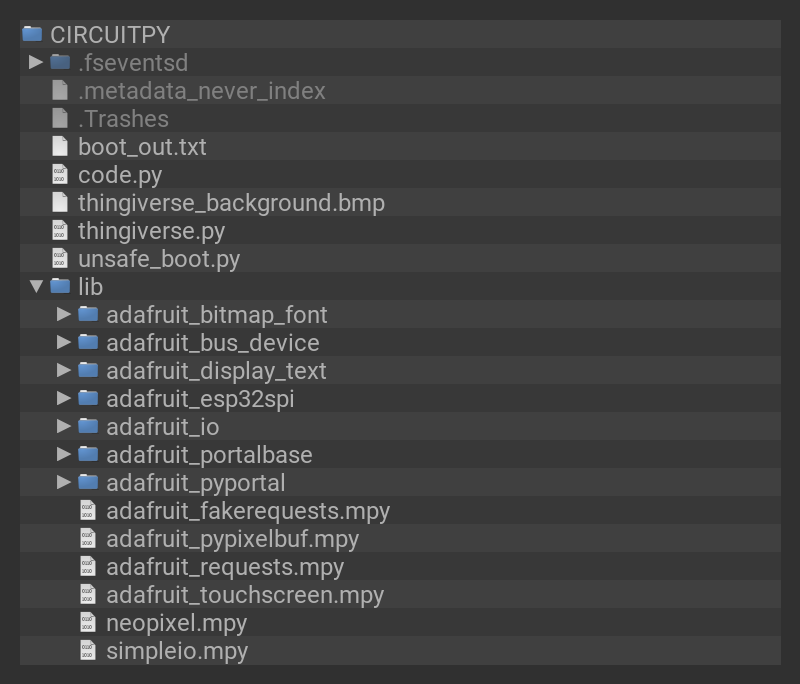 CIRCUITPY
.fseventsd
.metadata_never_index
.Trashes
boot_out.txt
code.py
thingiverse_background.bmp
thingiverse.py
unsafe_boot.py
lib
adafruit_bitmap_font
adafruit_bus_device
adafruit_display_text
adafruit_esp32spi
adafruit_io
adafruit_portalbase
adafruit_pyportal
adafruit_fakerequests.mpy
adafruit_pypixelbuf.mpy
adafruit_requests.mpy
adafruit_touchscreen.mpy
neopixel.mpy
simpleio.mpy